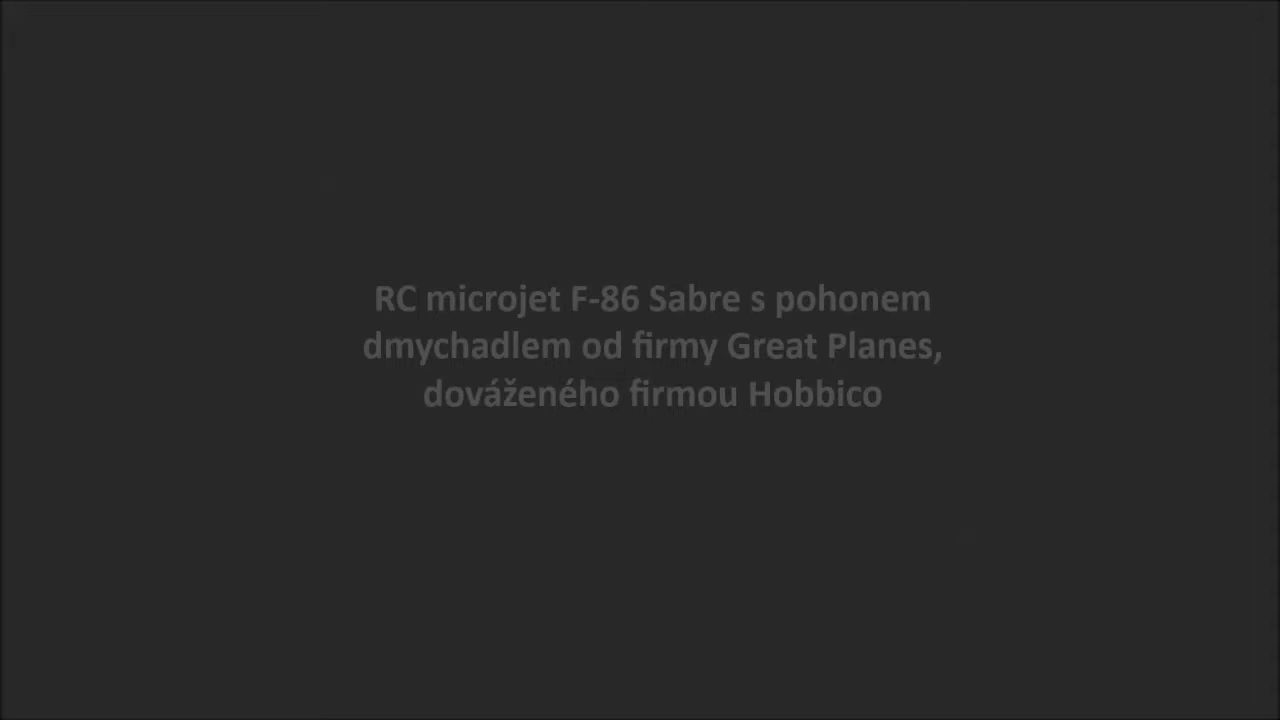 RC microjet F-86 Sabre s pohonem
dmychadlem od firmy Great Planes,
dováženého firmou Hobbico